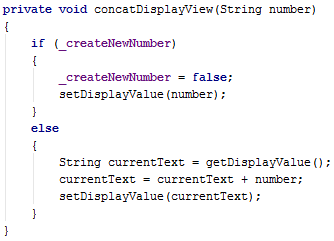 private void concatDisplayView(String number)
{
    if (_createNewNumber)
    {
        _createNewNumber = false;
        setDisplayValue(number);
    }
    else
    {
        String currentText = getDisplayValue();
        currentText = currentText + number;
        setDisplayValue(currentText);
    }
}